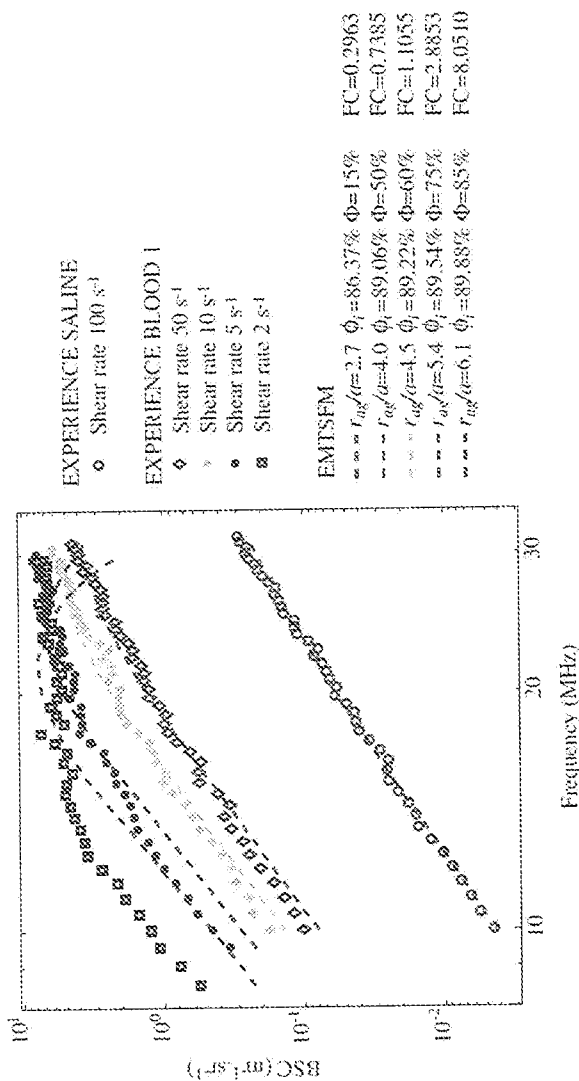 BSC (m⁻¹.sr⁻¹)
10¹
10⁰
10⁻¹
10⁻²
10
20
30
Frequency (MHz)
EXPERIENCE SALINE
Shear rate 100 s⁻¹
EXPERIENCE BLOOD 1
Shear rate 50 s⁻¹
Shear rate 10 s⁻¹
Shear rate 5 s⁻¹
Shear rate 2 s⁻¹
EMTSFM
r_ag/a=2.7 ϕ_i=86.37% Φ=15% FC=0.2963
r_ag/a=4.0 ϕ_i=89.06% Φ=50% FC=0.7385
r_ag/a=4.5 ϕ_i=89.22% Φ=60% FC=1.1055
r_ag/a=5.4 ϕ_i=89.54% Φ=75% FC=2.8853
r_ag/a=6.1 ϕ_i=89.88% Φ=85% FC=8.0510